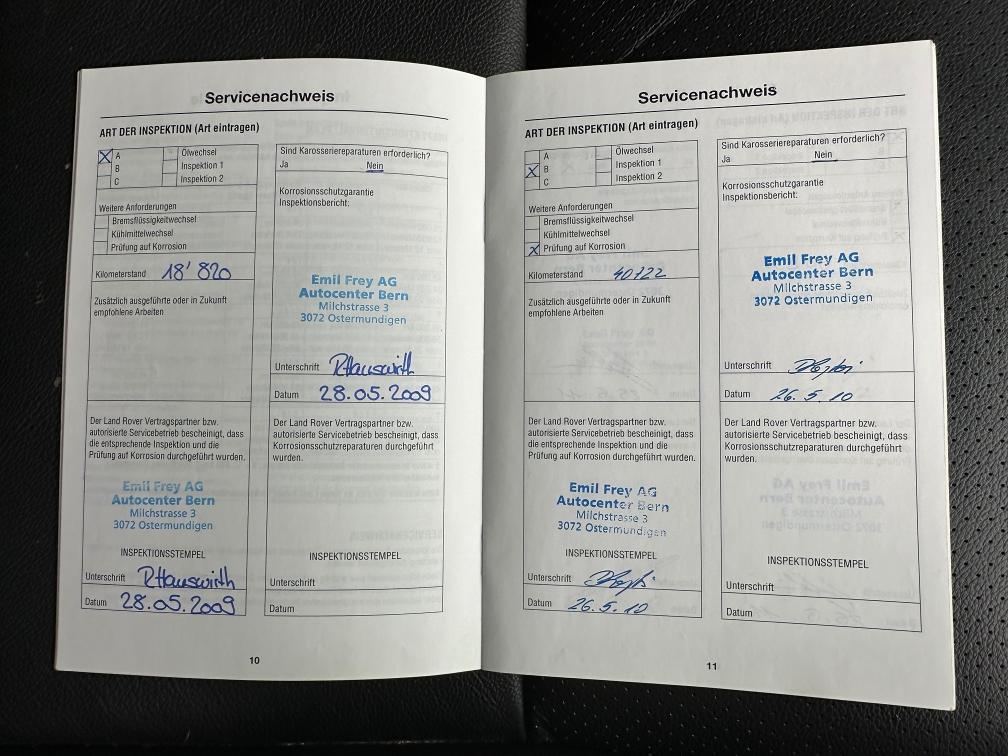 Servicenachweis
ART DER INSPEKTION (Art eintragen)
X A
B
C
Ölwechsel
Inspektion 1
Inspektion 2
Weitere Anforderungen
Bremsflüssigkeitwechsel
Kühlmittelwechsel
Prüfung auf Korrosion
Kilometerstand 18'820
Zusätzlich ausgeführte oder in Zukunft
empfohlene Arbeiten
Sind Karosseriereparaturen erforderlich?
Ja Nein
Korrosionsschutzgarantie
Inspektionsbericht:
Emil Frey AG
Autocenter Bern
Milchstrasse 3
3072 Ostermundigen
Unterschrift R Hauswirth
Datum 28.05.2009
Der Land Rover Vertragspartner bzw.
autorisierte Servicebetrieb bescheinigt, dass
die entsprechende Inspektion und die
Prüfung auf Korrosion durchgeführt wurden.
Emil Frey AG
Autocenter Bern
Milchstrasse 3
3072 Ostermundigen
INSPEKTIONSSTEMPEL
Unterschrift R Hauswirth
Datum 28.05.2009
Der Land Rover Vertragspartner bzw.
autorisierte Servicebetrieb bescheinigt, dass
Korrosionsschutzreparaturen durchgeführt
wurden.
INSPEKTIONSSTEMPEL
Unterschrift
Datum
10
Servicenachweis
ART DER INSPEKTION (Art eintragen)
A
X B
C
Ölwechsel
Inspektion 1
Inspektion 2
Weitere Anforderungen
Bremsflüssigkeitwechsel
Kühlmittelwechsel
X Prüfung auf Korrosion
Kilometerstand 40122
Zusätzlich ausgeführte oder in Zukunft
empfohlene Arbeiten
Sind Karosseriereparaturen erforderlich?
Ja Nein
Korrosionsschutzgarantie
Inspektionsbericht:
Emil Frey AG
Autocenter Bern
Milchstrasse 3
3072 Ostermundigen
Unterschrift
Datum 26.5.10
Der Land Rover Vertragspartner bzw.
autorisierte Servicebetrieb bescheinigt, dass
die entsprechende Inspektion und die
Prüfung auf Korrosion durchgeführt wurden.
Emil Frey AG
Autocenter Bern
Milchstrasse 3
3072 Ostermundigen
INSPEKTIONSSTEMPEL
Unterschrift
Datum 26.5.10
Der Land Rover Vertragspartner bzw.
autorisierte Servicebetrieb bescheinigt, dass
Korrosionsschutzreparaturen durchgeführt
wurden.
INSPEKTIONSSTEMPEL
Unterschrift
Datum
11